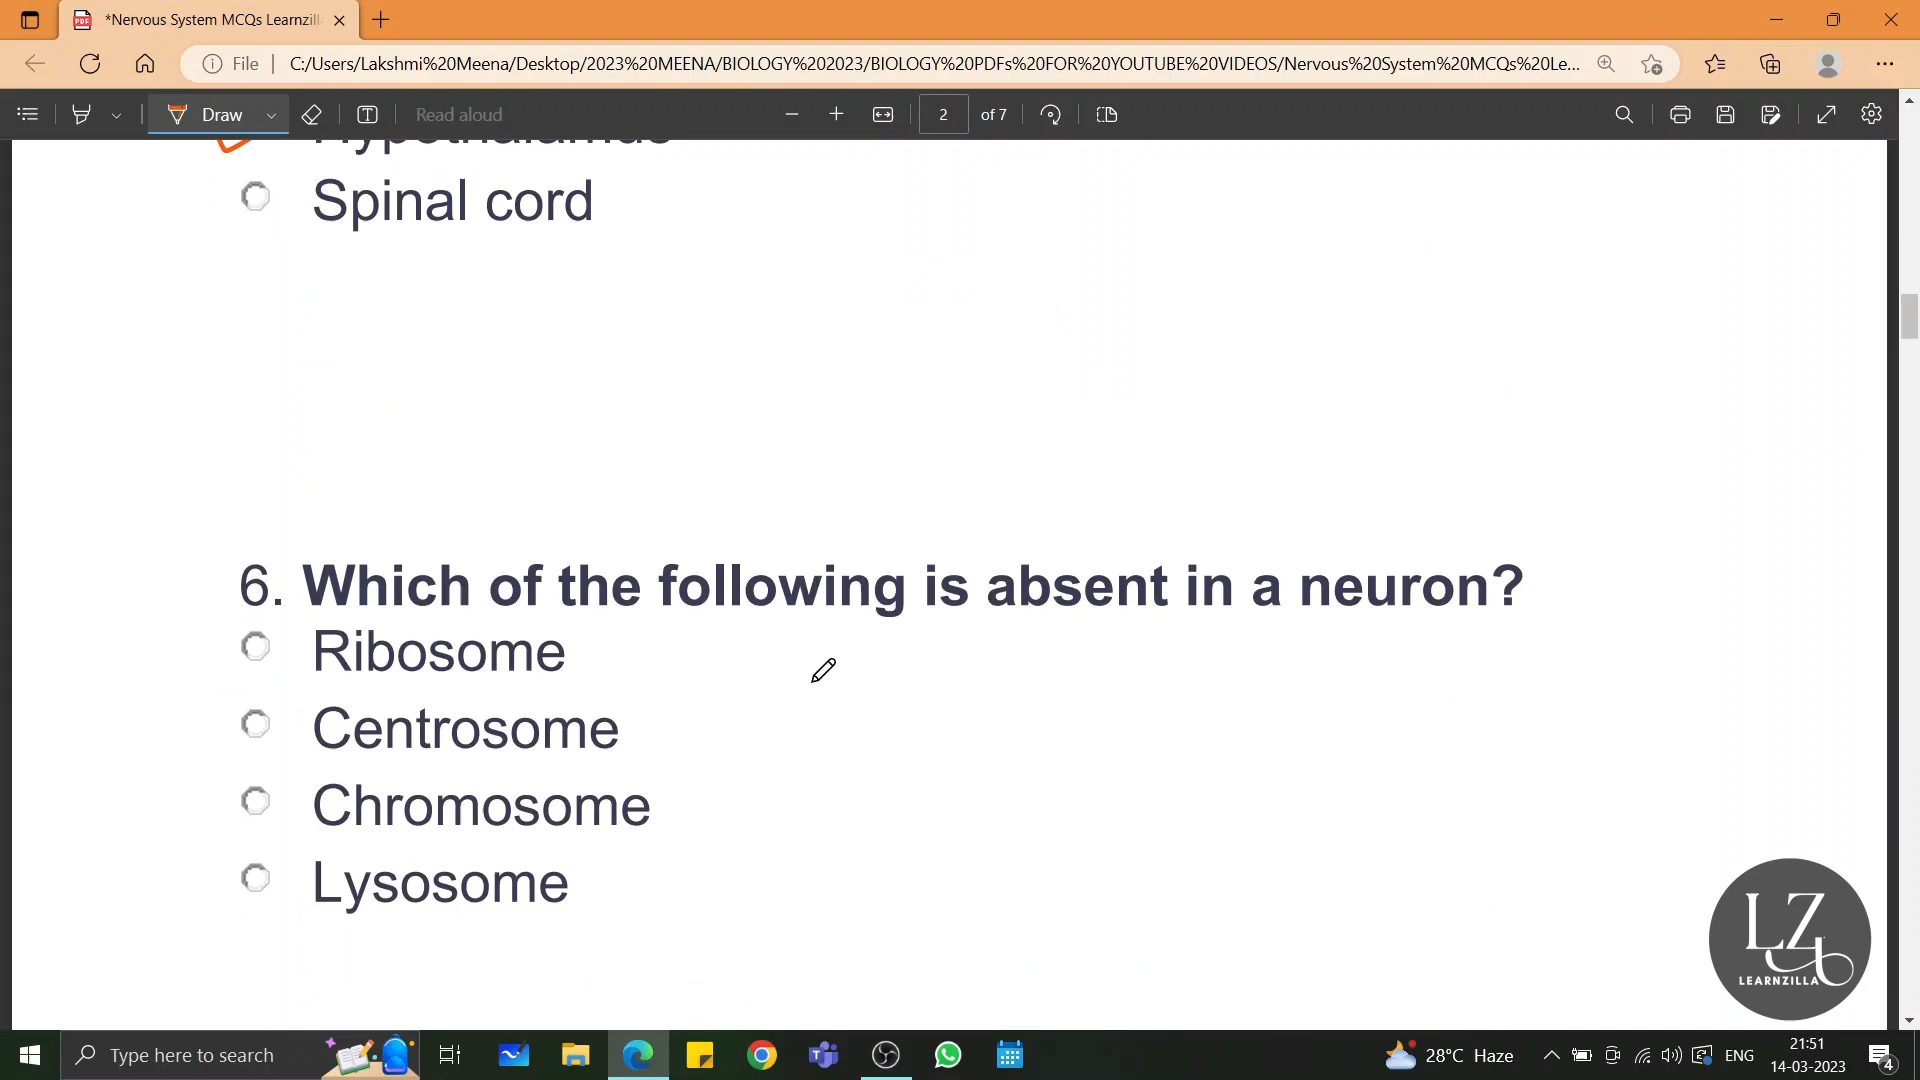 *Nervous System MCQs Learnzill
File
C:/Users/Lakshmi%20Meena/Desktop/2023%20MEENA/BIOLOGY%202023/BIOLOGY%20PDFs%20FOR%20YOUTUBE%20VIDEOS/Nervous%20System%20MCQs%20Le...
Draw
Read aloud
2 of 7
Hypothalamus
Spinal cord
6. Which of the following is absent in a neuron?
Ribosome
Centrosome
Chromosome
Lysosome
LZ
LEARNZILLA
Type here to search
28°C Haze
ENG
21:51
14-03-2023
4